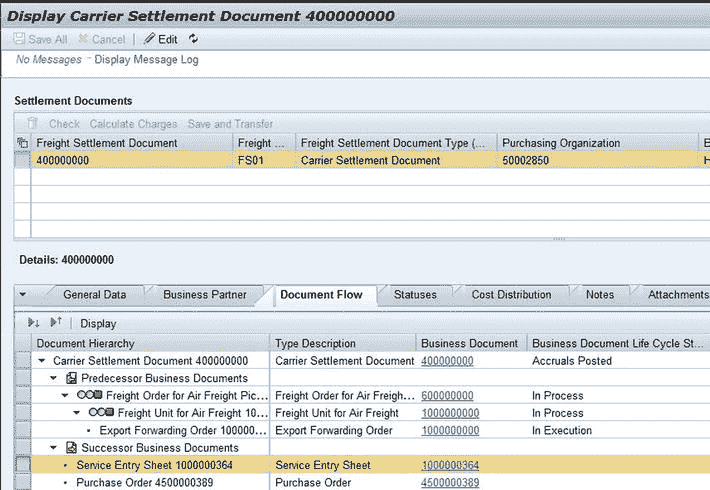 Display Carrier Settlement Document 400000000
Save All Cancel Edit
No Messages - Display Message Log
Settlement Documents
Check Calculate Charges Save and Transfer
Freight Settlement Document Freight ... Freight Settlement Document Type (... Purchasing Organization
400000000 FS01 Carrier Settlement Document 50002850
Details: 400000000
General Data Business Partner Document Flow Statuses Cost Distribution Notes Attachments
Display
Document Hierarchy Type Description Business Document Business Document Life Cycle St...
Carrier Settlement Document 400000000 Carrier Settlement Document 400000000 Accruals Posted
Predecessor Business Documents
Freight Order for Air Freight Pic... Freight Order for Air Freigh... 600000000 In Process
Freight Unit for Air Freight 10... Freight Unit for Air Freight 1000000000 In Process
Export Forwarding Order 100000... Export Forwarding Order 1000000000 In Execution
Successor Business Documents
Service Entry Sheet 1000000364 Service Entry Sheet 1000000364
Purchase Order 4500000389 Purchase Order 4500000389